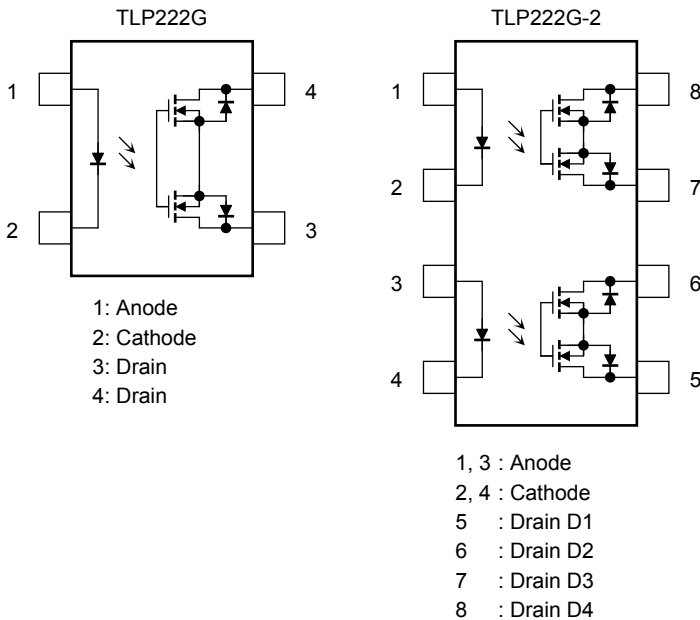 TLP222G
1
4
2
3
1: Anode
2: Cathode
3: Drain
4: Drain
TLP222G-2
1
8
2
7
3
6
4
5
1, 3 : Anode
2, 4 : Cathode
5 : Drain D1
6 : Drain D2
7 : Drain D3
8 : Drain D4